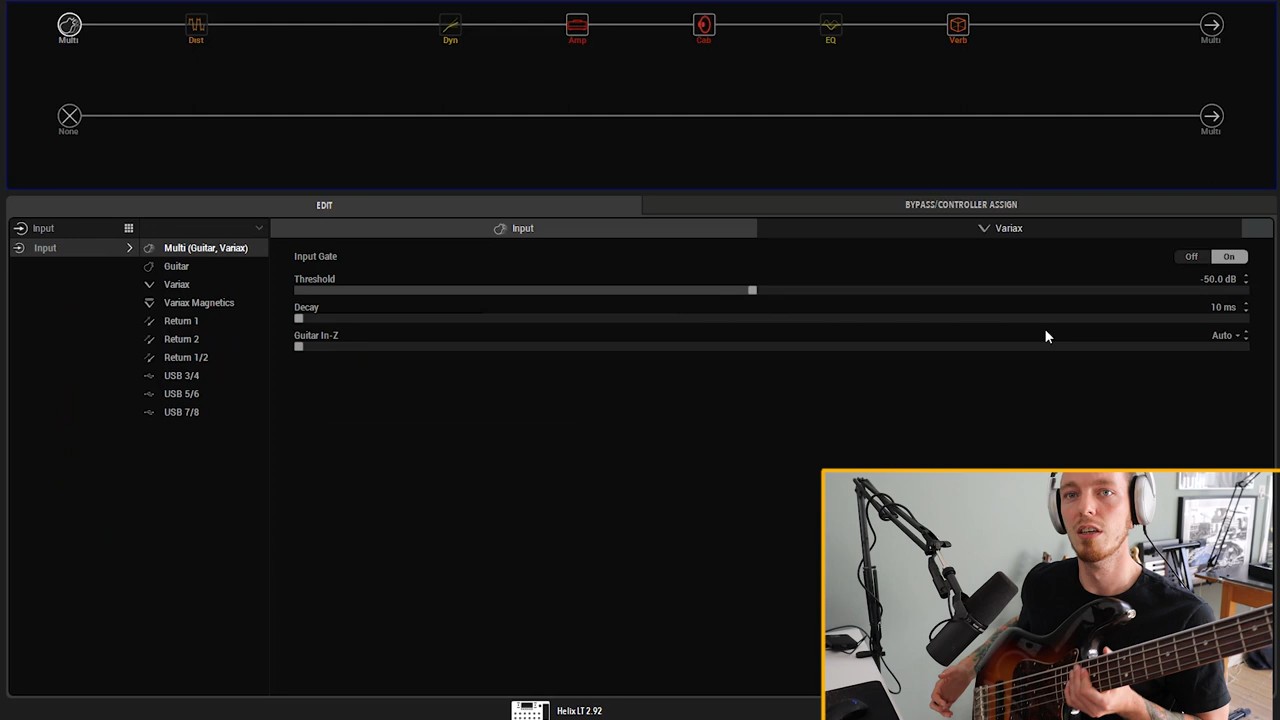 Multi Dist Dyn Amp Cab EQ Verb Multi
None Multi
EDIT BYPASS/CONTROLLER ASSIGN
Input Input Variax
Input Multi (Guitar, Variax) Input Gate Off On
Guitar
Threshold -50.0 dB
Variax
Variax Magnetics Decay 10 ms
Return 1
Return 2 Guitar In-Z Auto
Return 1/2
USB 3/4
USB 5/6
USB 7/8
Helix LT 2.92